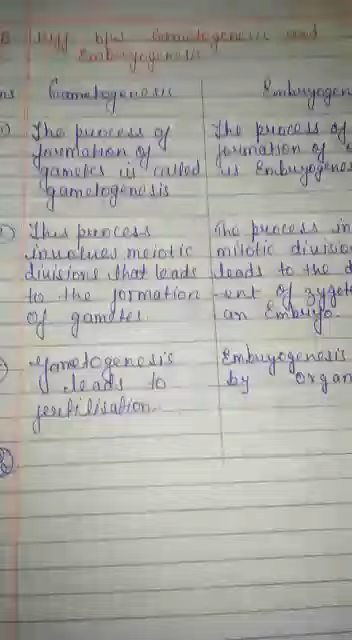 Diff b/w Gametogenesis and
Embryogenesis
Gametogenesis
The process of
formation of
gametes is called
gametogenesis
This process
involves meiotic
divisions that leads
to the formation
of gametes.
Gametogenesis
leads to
fertilisation.
Embryogen
The process of
formation of e
is Embryogene
The process in
mitotic division
leads to the d
-ent of zygote
an Embryo.
Embryogenesis
by organ